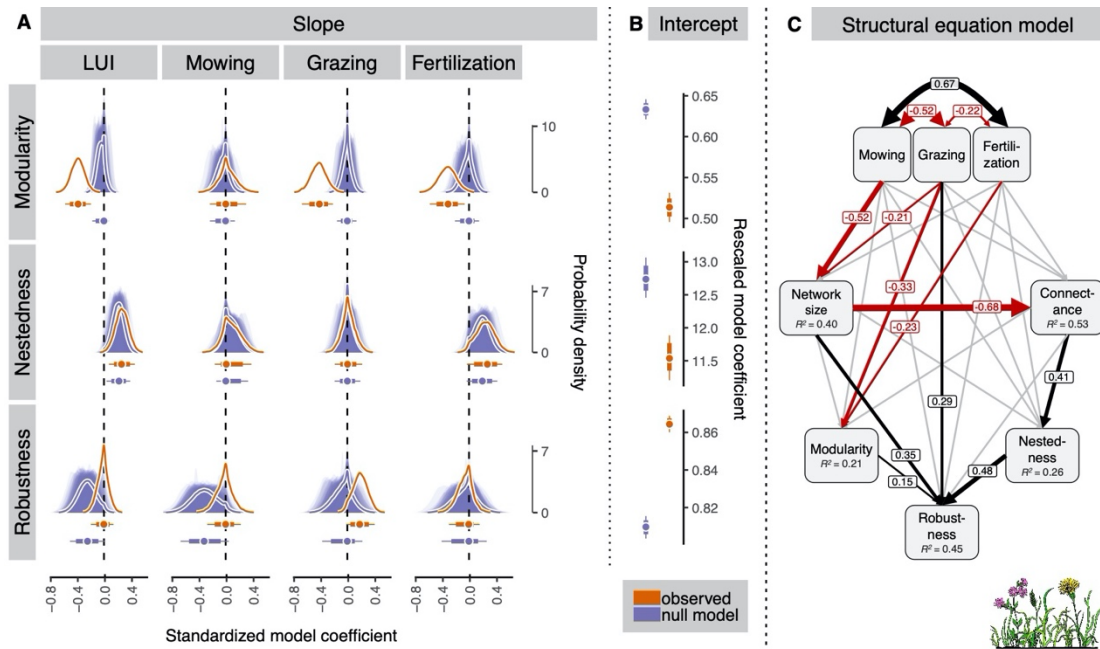 A
Slope
LUI
Mowing
Grazing
Fertilization
Modularity
Nestedness
Robustness
10
0
7
0
7
0
Probability density
−0.8
−0.4
0.0
0.4
−0.8
−0.4
0.0
0.4
−0.8
−0.4
0.0
0.4
−0.8
−0.4
0.0
0.4
Standardized model coefficient
B
Intercept
0.65
0.60
0.55
0.50
13.0
12.5
12.0
11.5
0.86
0.84
0.82
Rescaled model coefficient
observed
null model
C
Structural equation model
0.67
-0.52
-0.22
Mowing
Grazing
Fertili-
zation
-0.52
-0.21
-0.33
-0.23
Network
size
R² = 0.40
-0.68
Connect-
ance
R² = 0.53
0.41
0.29
Modularity
R² = 0.21
0.35
0.15
0.48
Nested-
ness
R² = 0.26
Robust-
ness
R² = 0.45